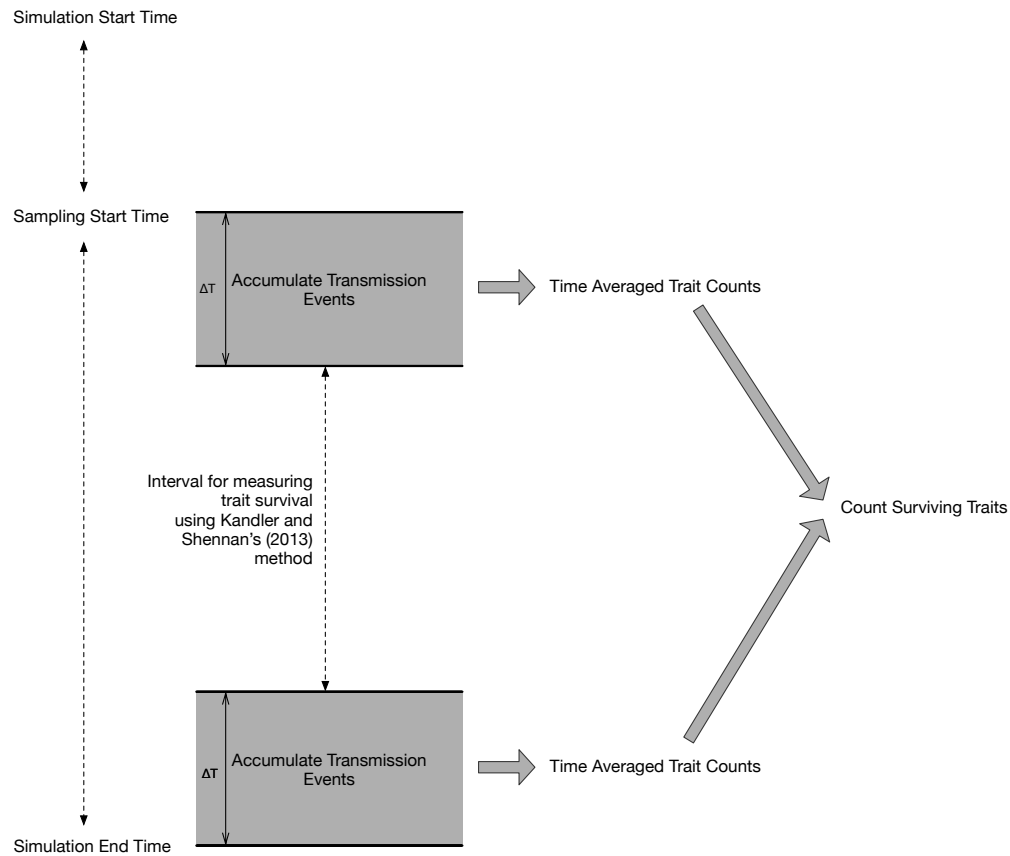 Simulation Start Time
Sampling Start Time
ΔT
Accumulate Transmission
Events
Time Averaged Trait Counts
Interval for measuring
trait survival
using Kandler and
Shennan's (2013)
method
Count Surviving Traits
ΔT
Accumulate Transmission
Events
Time Averaged Trait Counts
Simulation End Time